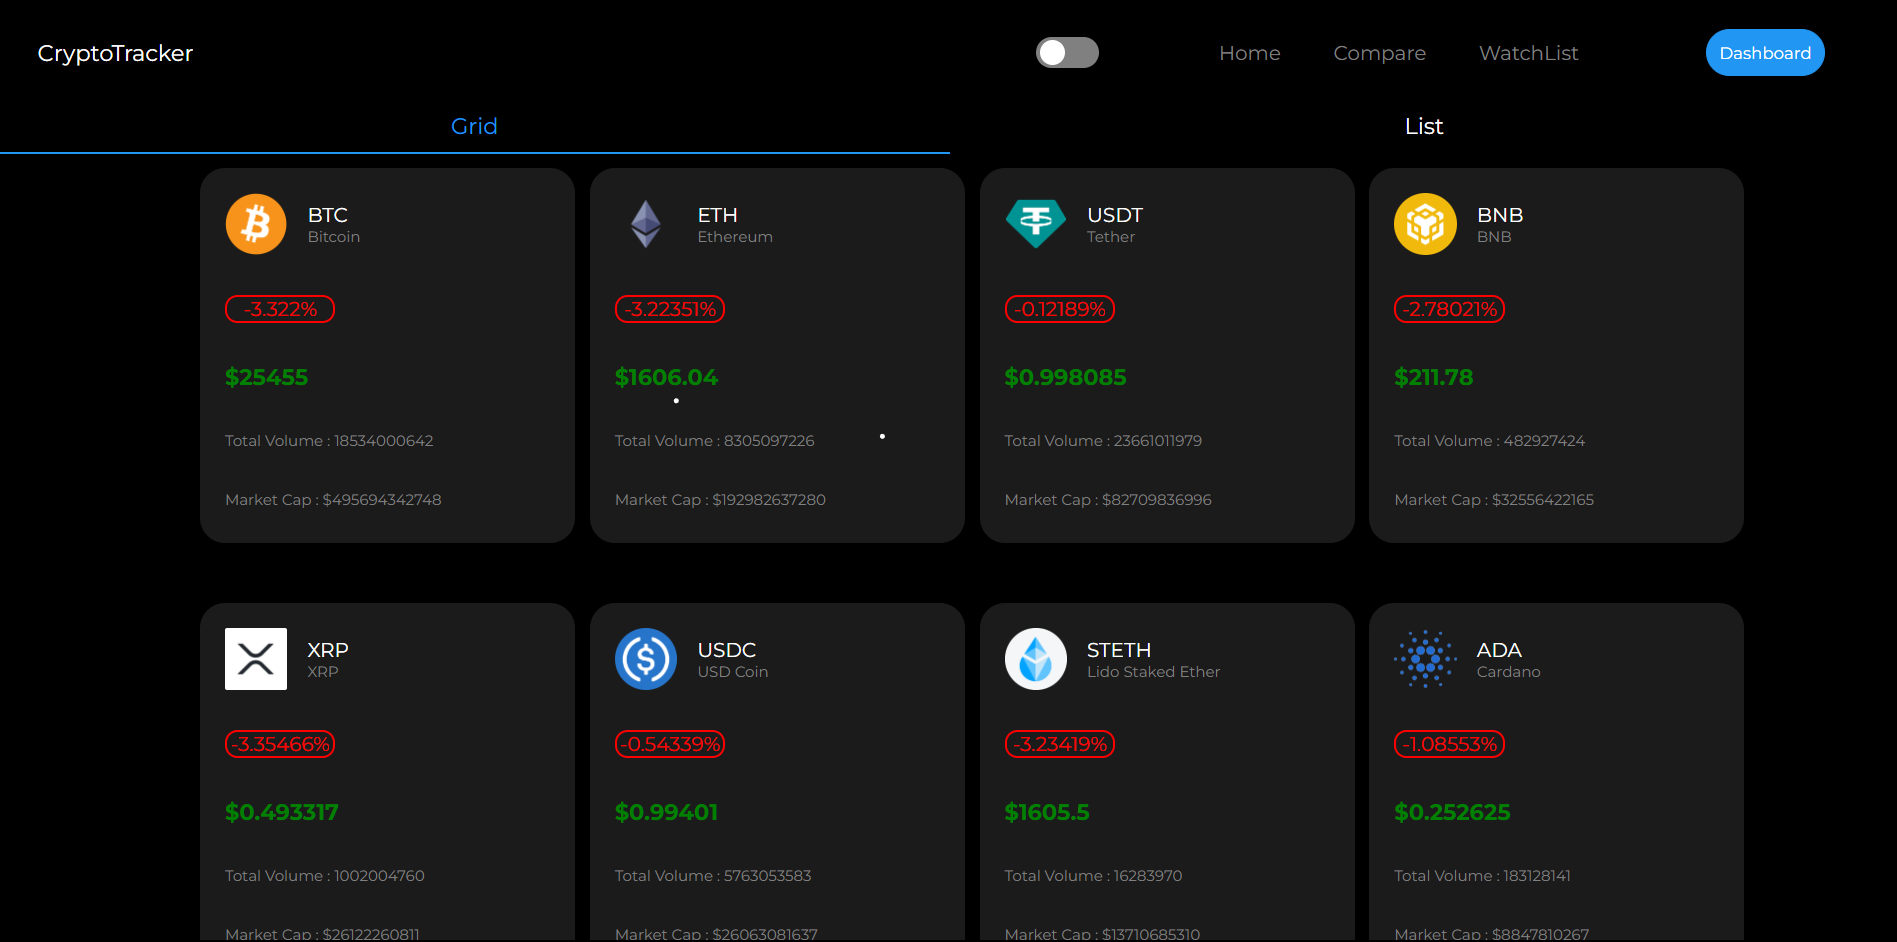 CryptoTracker
Home Compare WatchList Dashboard
Grid List
BTC
Bitcoin
-3.322%
$25455
Total Volume : 18534000642
Market Cap : $495694342748
ETH
Ethereum
-3.22351%
$1606.04
Total Volume : 8305097226
Market Cap : $192982637280
USDT
Tether
-0.12189%
$0.998085
Total Volume : 23661011979
Market Cap : $82709836996
BNB
BNB
-2.78021%
$211.78
Total Volume : 482927424
Market Cap : $32556422165
XRP
XRP
-3.35466%
$0.493317
Total Volume : 1002004760
Market Cap : $26122260811
USDC
USD Coin
-0.54339%
$0.99401
Total Volume : 5763053583
Market Cap : $26063081637
STETH
Lido Staked Ether
-3.23419%
$1605.5
Total Volume : 16283970
Market Cap : $13710685310
ADA
Cardano
-1.08553%
$0.252625
Total Volume : 183128141
Market Cap : $8847810267